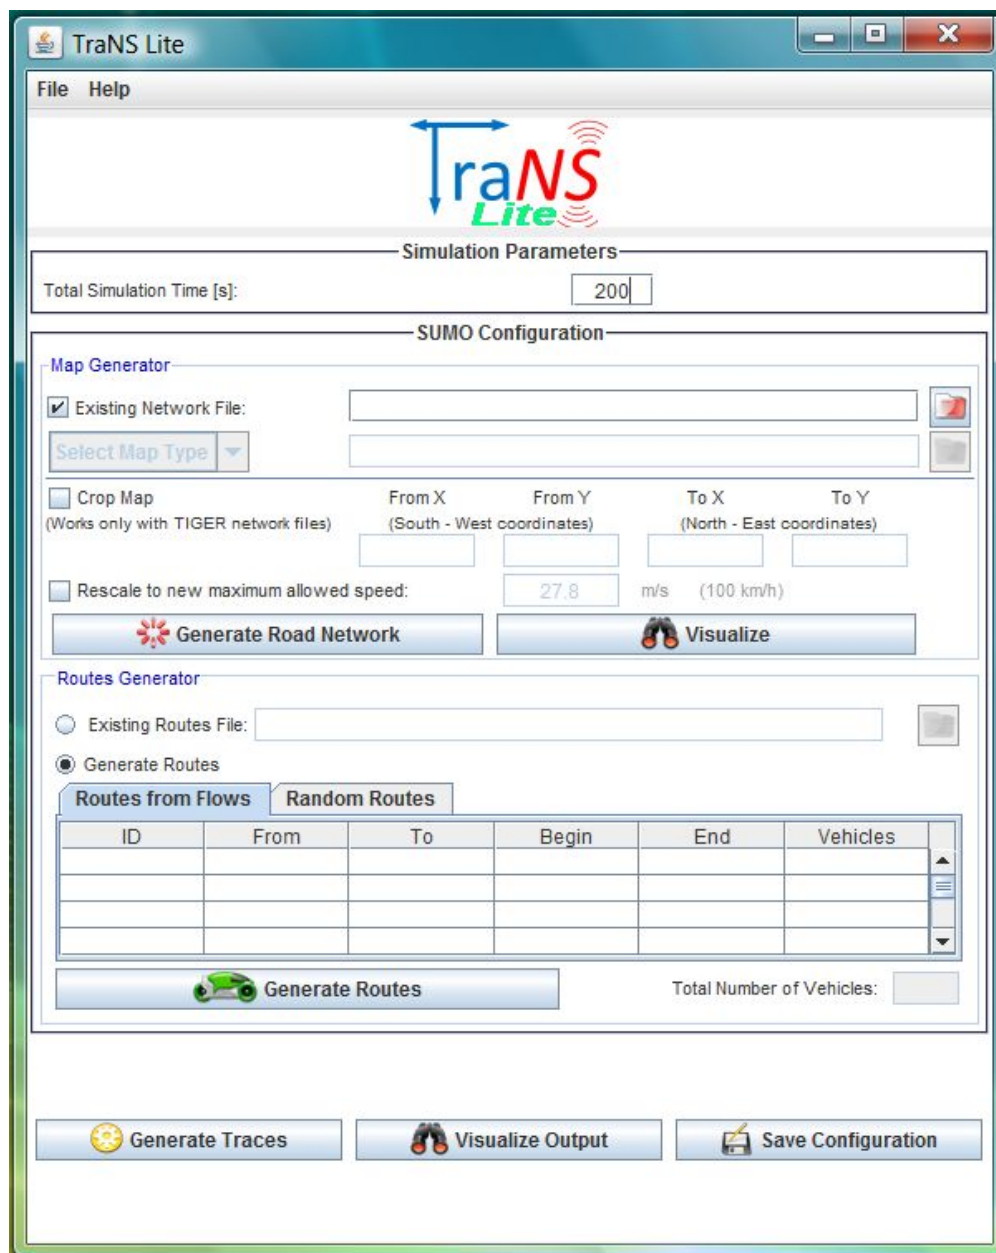 TraNS Lite
File Help
TraNS
Lite
Simulation Parameters
Total Simulation Time [s]: 200
SUMO Configuration
Map Generator
Existing Network File:
Select Map Type
Crop Map From X From Y To X To Y
(Works only with TIGER network files) (South - West coordinates) (North - East coordinates)
Rescale to new maximum allowed speed: 27.8 m/s (100 km/h)
Generate Road Network Visualize
Routes Generator
Existing Routes File:
Generate Routes
Routes from Flows Random Routes
ID From To Begin End Vehicles
Generate Routes Total Number of Vehicles:
Generate Traces Visualize Output Save Configuration